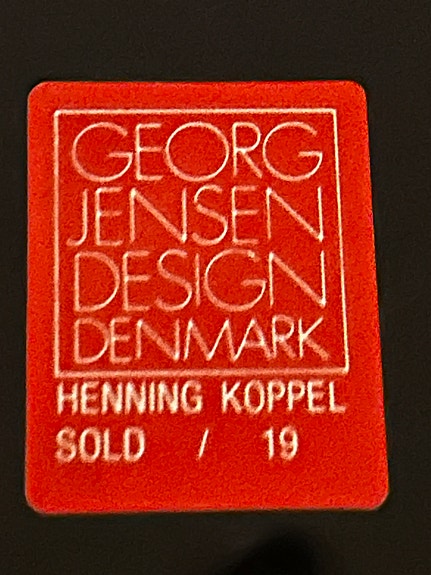 GEORG
JENSEN
DESIGN
DENMARK
HENNING KOPPEL
SOLD / 19